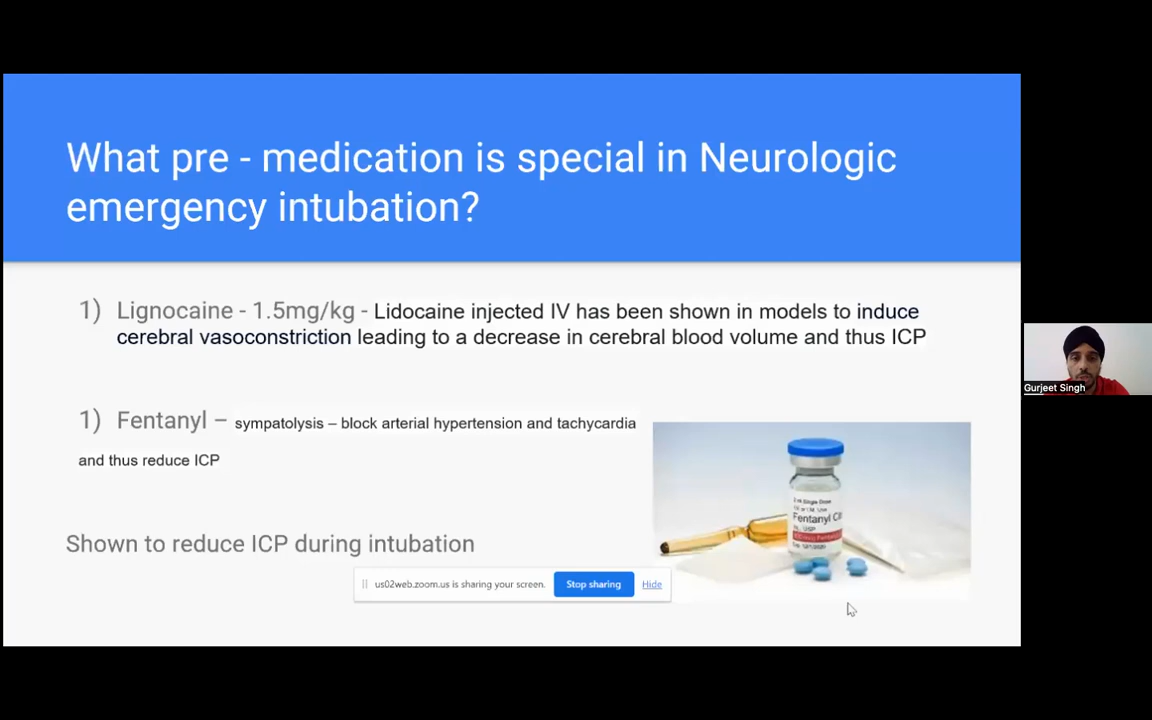 What pre - medication is special in Neurologic
emergency intubation?
1) Lignocaine - 1.5mg/kg - Lidocaine injected IV has been shown in models to induce
cerebral vasoconstriction leading to a decrease in cerebral blood volume and thus ICP
1) Fentanyl – sympatolysis – block arterial hypertension and tachycardia
and thus reduce ICP
Shown to reduce ICP during intubation
Single Dose
Fentanyl Cit
us02web.zoom.us is sharing your screen.
Stop sharing
Hide
Gurjeet Singh